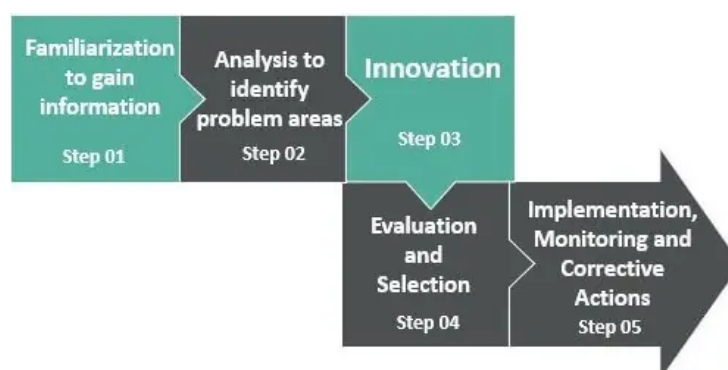 Familiarization
to gain
information
Step 01
Analysis to
identify
problem areas
Step 02
Innovation
Step 03
Evaluation
and
Selection
Step 04
Implementation,
Monitoring and
Corrective
Actions
Step 05